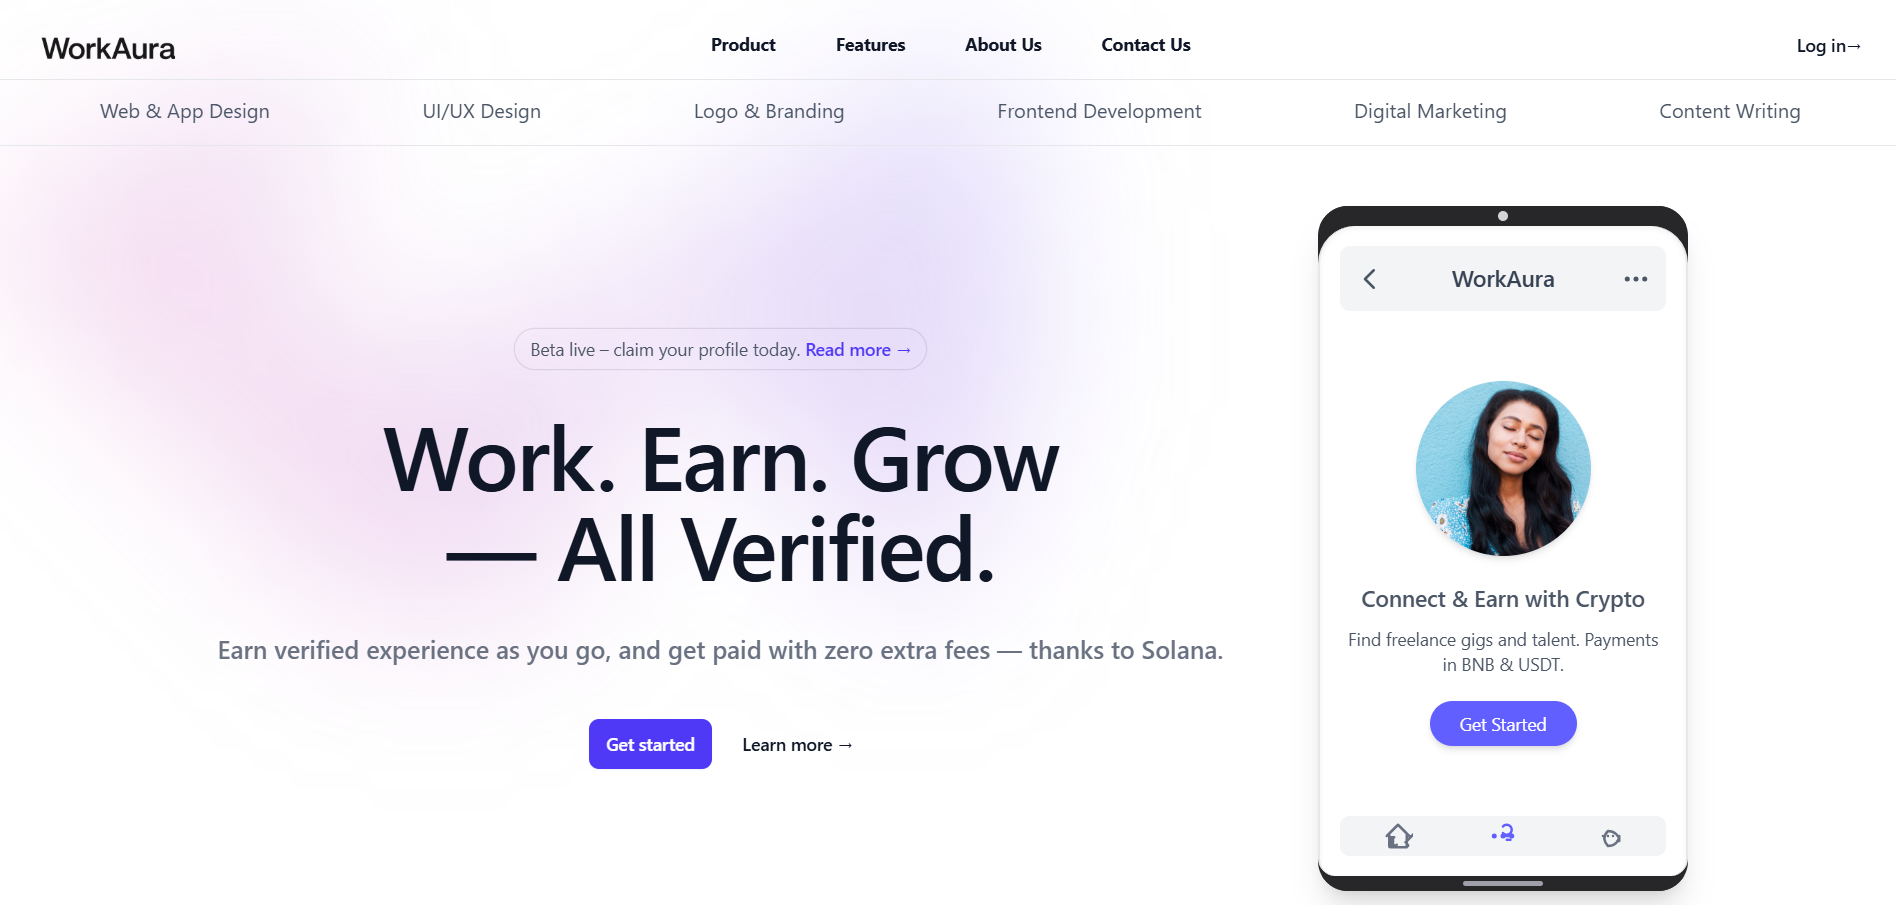 WorkAura
Product
Features
About Us
Contact Us
Log in→
Web & App Design
UI/UX Design
Logo & Branding
Frontend Development
Digital Marketing
Content Writing
Beta live – claim your profile today. Read more →
Work. Earn. Grow
— All Verified.
Earn verified experience as you go, and get paid with zero extra fees — thanks to Solana.
Get started
Learn more →
WorkAura
Connect & Earn with Crypto
Find freelance gigs and talent. Payments
in BNB & USDT.
Get Started